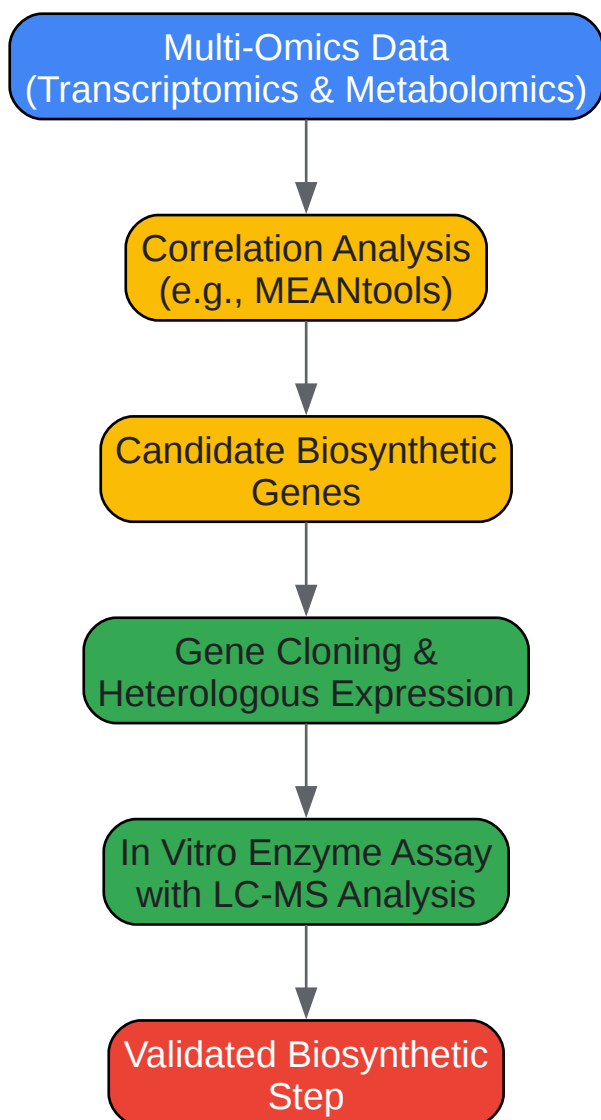 Multi-Omics Data
(Transcriptomics & Metabolomics)
Correlation Analysis
(e.g., MEANtools)
Candidate Biosynthetic
Genes
Gene Cloning &
Heterologous Expression
In Vitro Enzyme Assay
with LC-MS Analysis
Validated Biosynthetic
Step